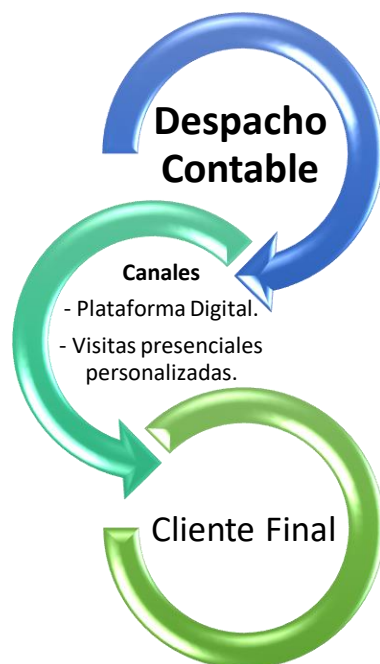 Despacho
Contable
Canales
- Plataforma Digital.
- Visitas presenciales
personalizadas.
Cliente Final